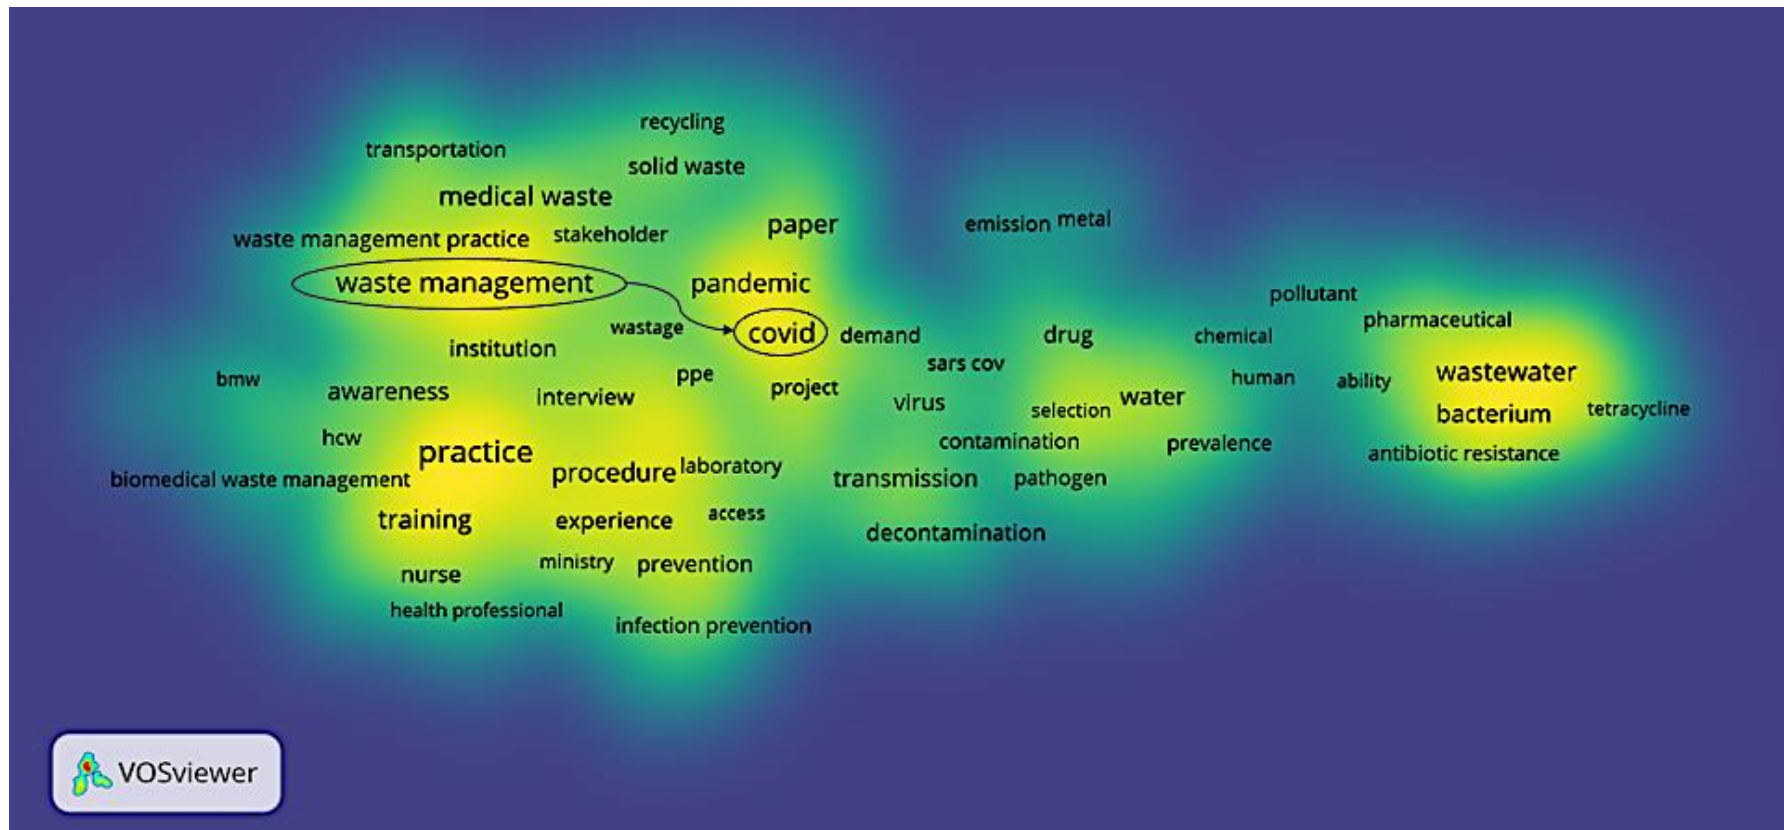 recycling
transportation
solid waste
medical waste
paper
emission
metal
waste management practice
stakeholder
waste management
pandemic
pollutant
pharmaceutical
wastage
covid
demand
drug
chemical
institution
sars cov
bmw
ppe
human
ability
wastewater
awareness
interview
project
virus
selection
water
bacterium
tetracycline
hcw
practice
contamination
prevalence
antibiotic resistance
biomedical waste management
procedure
laboratory
transmission
pathogen
training
experience
access
decontamination
nurse
ministry
prevention
health professional
infection prevention
VOSviewer